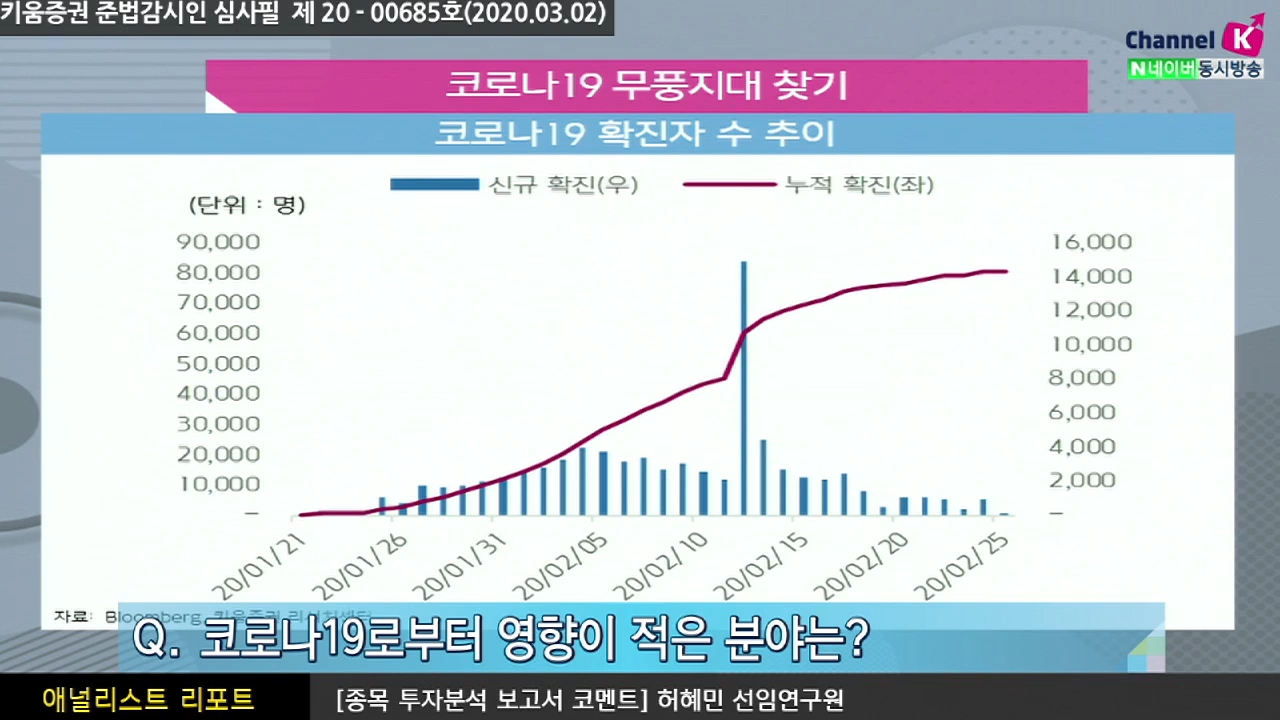 키움증권 준법감시인 심사필 제 20 - 00685호(2020.03.02)
Channel K
N 네이버 동시방송
코로나19 무풍지대 찾기
코로나19 확진자 수 추이
신규 확진(우) 누적 확진(좌)
(단위 : 명)
90,000 16,000
80,000 14,000
70,000 12,000
60,000 10,000
50,000 8,000
40,000 6,000
30,000 4,000
20,000 2,000
10,000 –
–
20/01/21 20/01/26 20/01/31 20/02/05 20/02/10 20/02/15 20/02/20 20/02/25
자료: Bloomberg, 키움증권 리서치센터
Q. 코로나19로부터 영향이 적은 분야는?
애널리스트 리포트 [종목 투자분석 보고서 코멘트] 허혜민 선임연구원